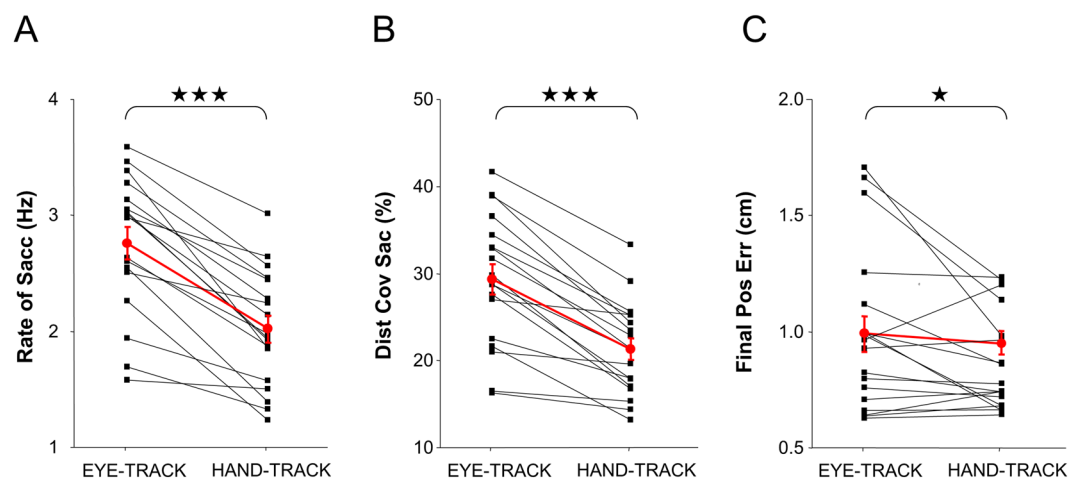 A
B
C
★★★
★★★
★
4
3
2
1
Rate of Sacc (Hz)
EYE-TRACK
HAND-TRACK
50
40
30
20
10
Dist Cov Sac (%)
EYE-TRACK
HAND-TRACK
2.0
1.5
1.0
0.5
Final Pos Err (cm)
EYE-TRACK
HAND-TRACK